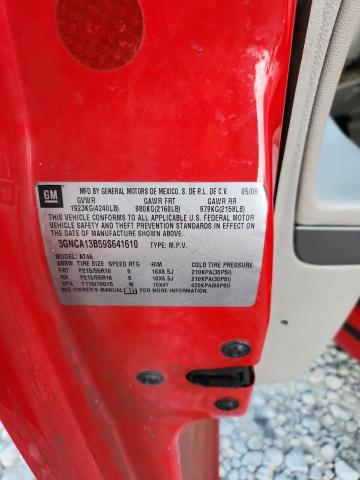 GM
MFD BY GENERAL MOTORS DE MEXICO, S. DE R.L. DE C.V. 05/09
GVWR GAWR FRT GAWR RR
1923KG(4240LB) 980KG(2160LB) 979KG(2158LB)
THIS VEHICLE CONFORMS TO ALL APPLICABLE U.S. FEDERAL MOTOR
VEHICLE SAFETY, BUMPER, AND THEFT PREVENTION STANDARDS
IN EFFECT ON THE DATE OF MANUFACTURE SHOWN ABOVE.
3GNCA13B59S641610 TYPE: M.P.V.
MODEL: AT46
TIRE SIZE SPEED RTG RIM COLD TIRE PRESSURE
FRT P215/55R16 S 16X6.5J 210KPA(30PSI)
RR P215/55R16 S 16X6.5J 210KPA(30PSI)
SPA T115/70D15 M 15X4T 420KPA(60PSI)
SEE OWNER'S MANUAL FOR MORE INFORMATION.